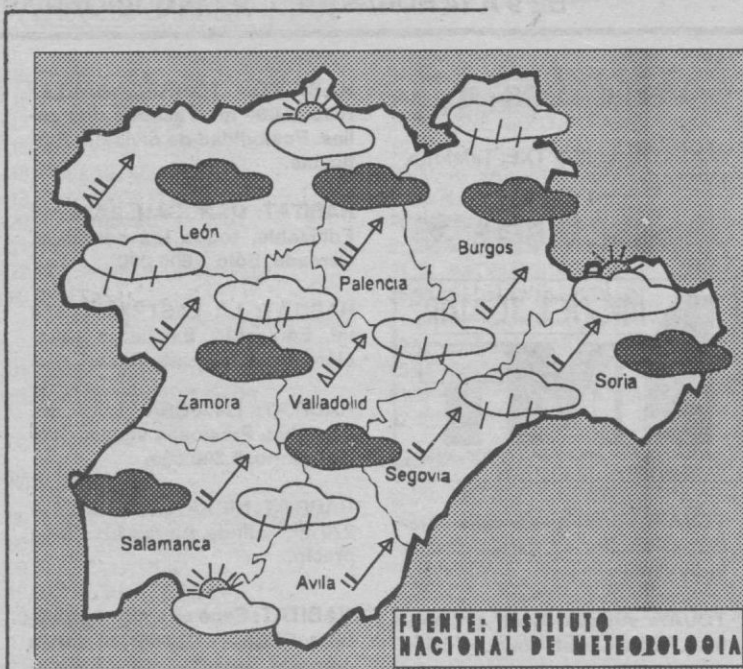 León
Burgos
Palencia
Soria
Zamora
Valladolid
Segovia
Salamanca
Avila
FUENTE: INSTITUTO
NACIONAL DE METEOROLOGIA